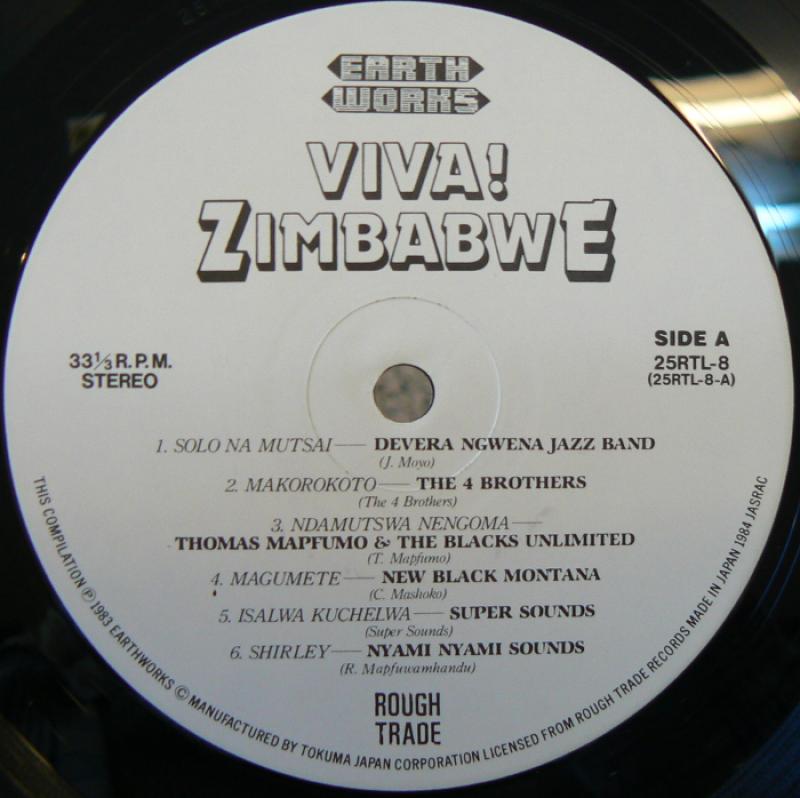 EARTH
WORKS
VIVA!
ZIMBABWE
33⅓ R.P.M.
STEREO
SIDE A
25RTL-8
(25RTL-8-A)
1. SOLO NA MUTSAI — DEVERA NGWENA JAZZ BAND
(J. Moyo)
2. MAKOROKOTO — THE 4 BROTHERS
(The 4 Brothers)
3. NDAMUTSWA NENGOMA —
THOMAS MAPFUMO & THE BLACKS UNLIMITED
(T. Mapfumo)
4. MAGUMETE — NEW BLACK MONTANA
(C. Mashoko)
5. ISALWA KUCHELWA — SUPER SOUNDS
(Super Sounds)
6. SHIRLEY — NYAMI NYAMI SOUNDS
(R. Mapfuwamhandu)
ROUGH
TRADE
THIS COMPILATION ℗ 1983 EARTHWORKS © MANUFACTURED BY TOKUMA JAPAN CORPORATION LICENSED FROM ROUGH TRADE RECORDS MADE IN JAPAN 1984 JASRAC